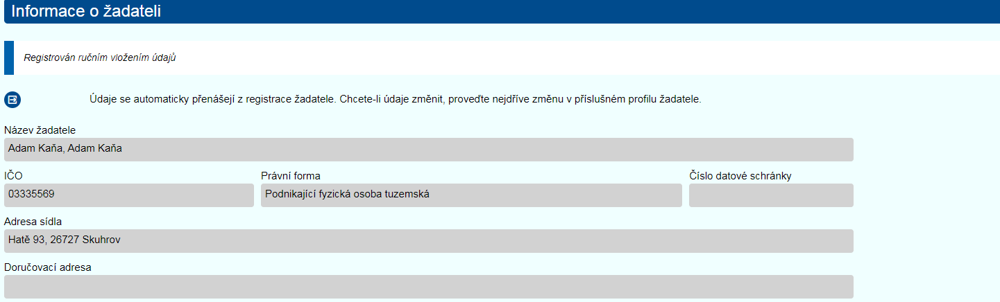 Informace o žadateli
Registrován ručním vložením údajů
Údaje se automaticky přenášejí z registrace žadatele. Chcete-li údaje změnit, proveďte nejdříve změnu v příslušném profilu žadatele.
Název žadatele
Adam Kaňa, Adam Kaňa
IČO Právní forma Číslo datové schránky
03335569 Podnikající fyzická osoba tuzemská
Adresa sídla
Hatě 93, 26727 Skuhrov
Doručovací adresa